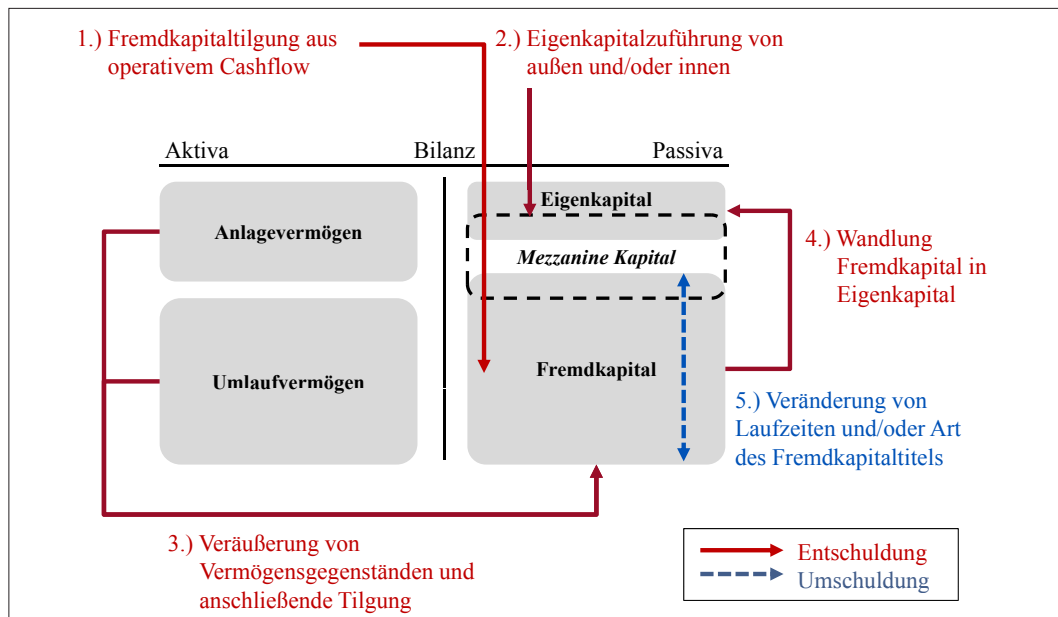 1.) Fremdkapitaltilgung aus
operativem Cashflow
2.) Eigenkapitalzuführung von
außen und/oder innen
Aktiva
Bilanz
Passiva
Anlagevermögen
Umlaufvermögen
Eigenkapital
Mezzanine Kapital
Fremdkapital
4.) Wandlung
Fremdkapital in
Eigenkapital
5.) Veränderung von
Laufzeiten und/oder Art
des Fremdkapitaltitels
3.) Veräußerung von
Vermögensgegenständen und
anschließende Tilgung
Entschuldung
Umschuldung